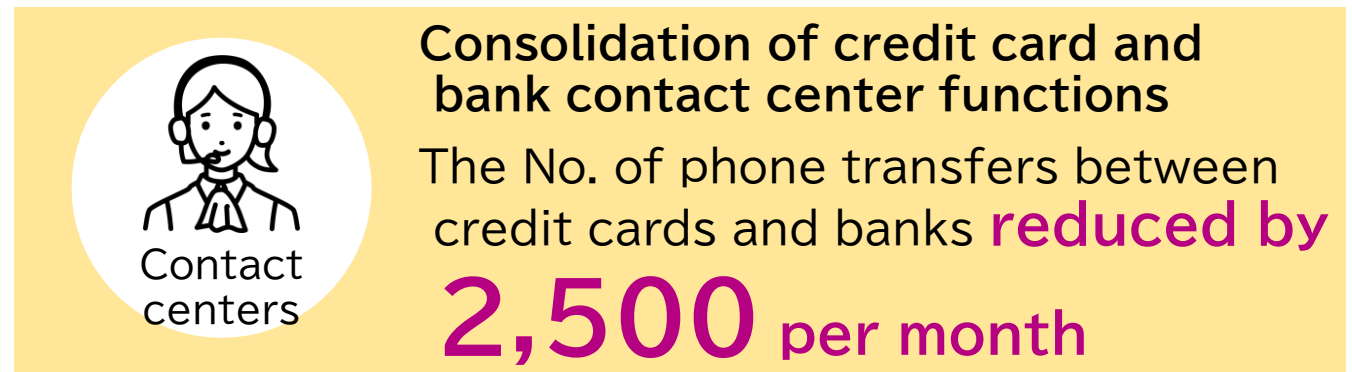 Contact
centers
Consolidation of credit card and
bank contact center functions
The No. of phone transfers between
credit cards and banks reduced by
2,500 per month